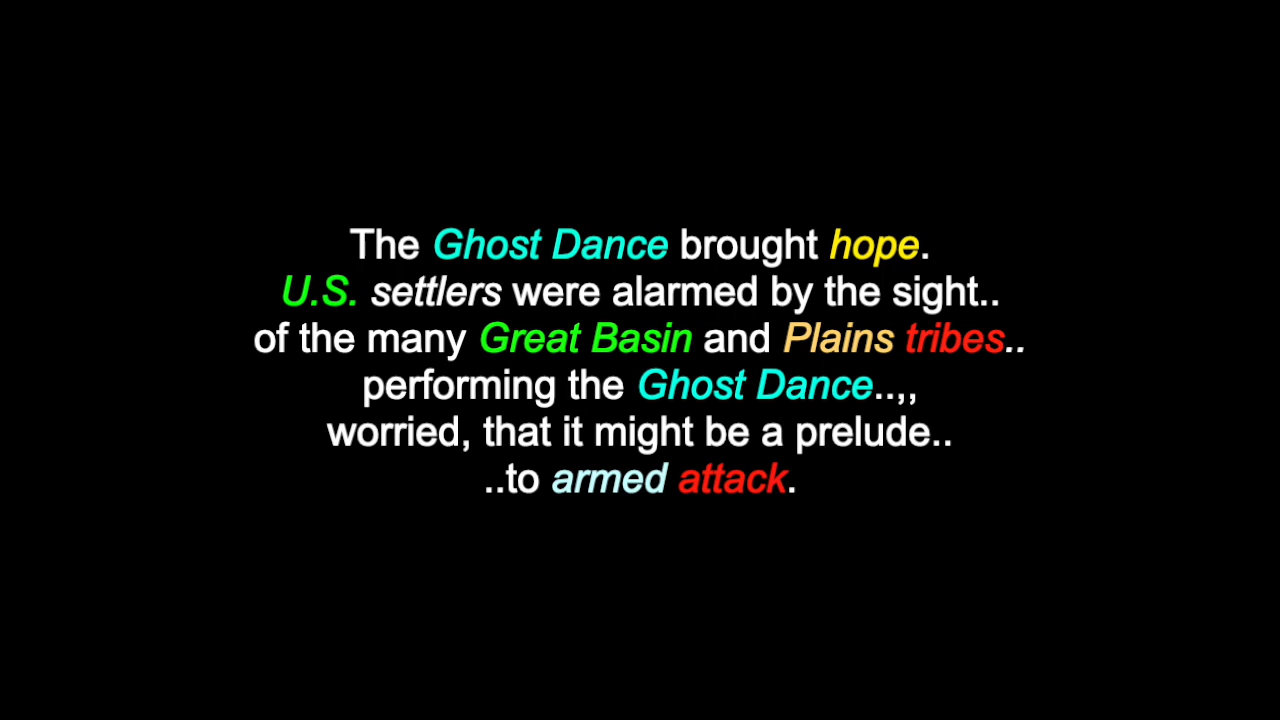 The Ghost Dance brought hope.
U.S. settlers were alarmed by the sight..
of the many Great Basin and Plains tribes..
performing the Ghost Dance..,,
worried, that it might be a prelude..
..to armed attack.